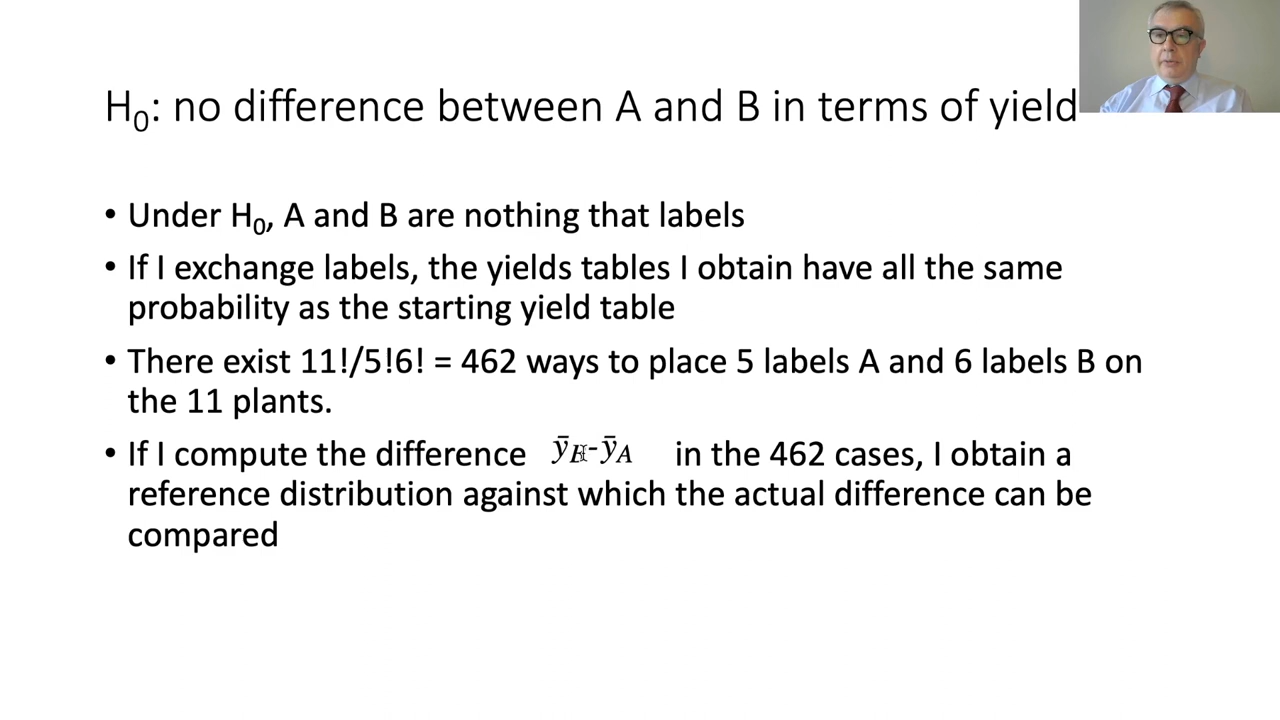 H₀: no difference between A and B in terms of yield
• Under H₀, A and B are nothing that labels
• If I exchange labels, the yields tables I obtain have all the same
probability as the starting yield table
• There exist 11!/5!6! = 462 ways to place 5 labels A and 6 labels B on
the 11 plants.
• If I compute the difference ȳ_B-ȳ_A in the 462 cases, I obtain a
reference distribution against which the actual difference can be
compared